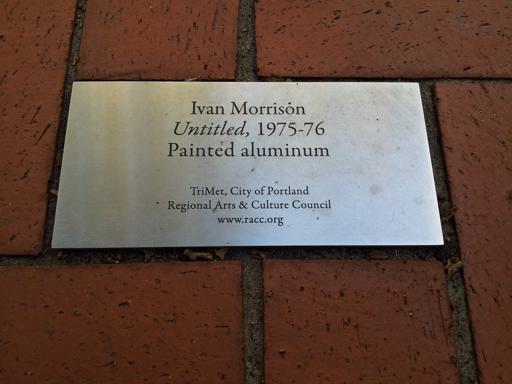 Ivan Morrison
Untitled, 1975-76
Painted aluminum
TriMet, City of Portland
Regional Arts & Culture Council
www.racc.org